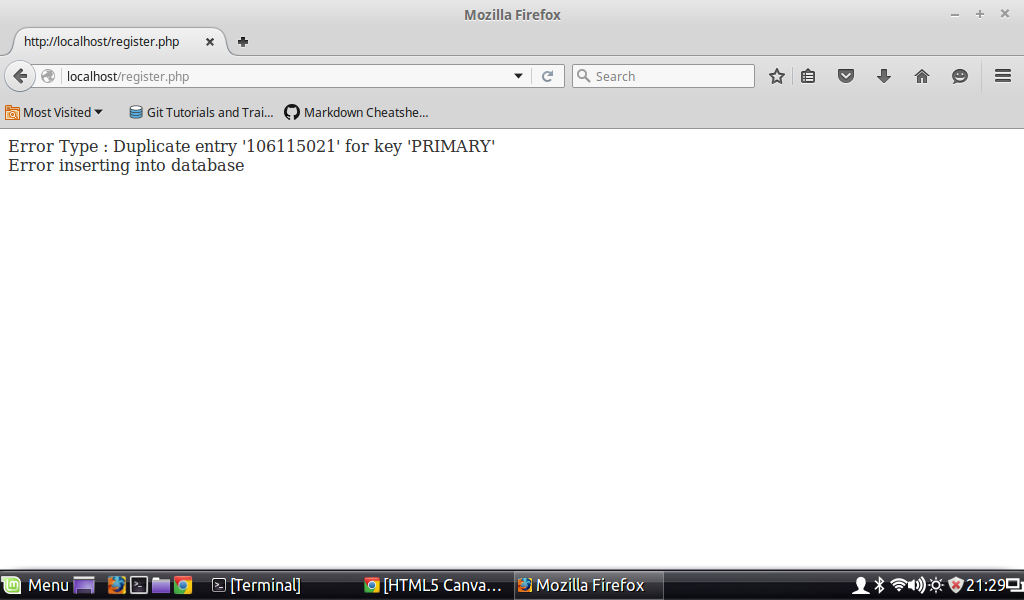 Mozilla Firefox
http://localhost/register.php
localhost/register.php
Search
Most Visited
Git Tutorials and Trai...
Markdown Cheatshe...
Error Type : Duplicate entry '106115021' for key 'PRIMARY'
Error inserting into database
Menu
[Terminal]
[HTML5 Canva...
Mozilla Firefox
21:29